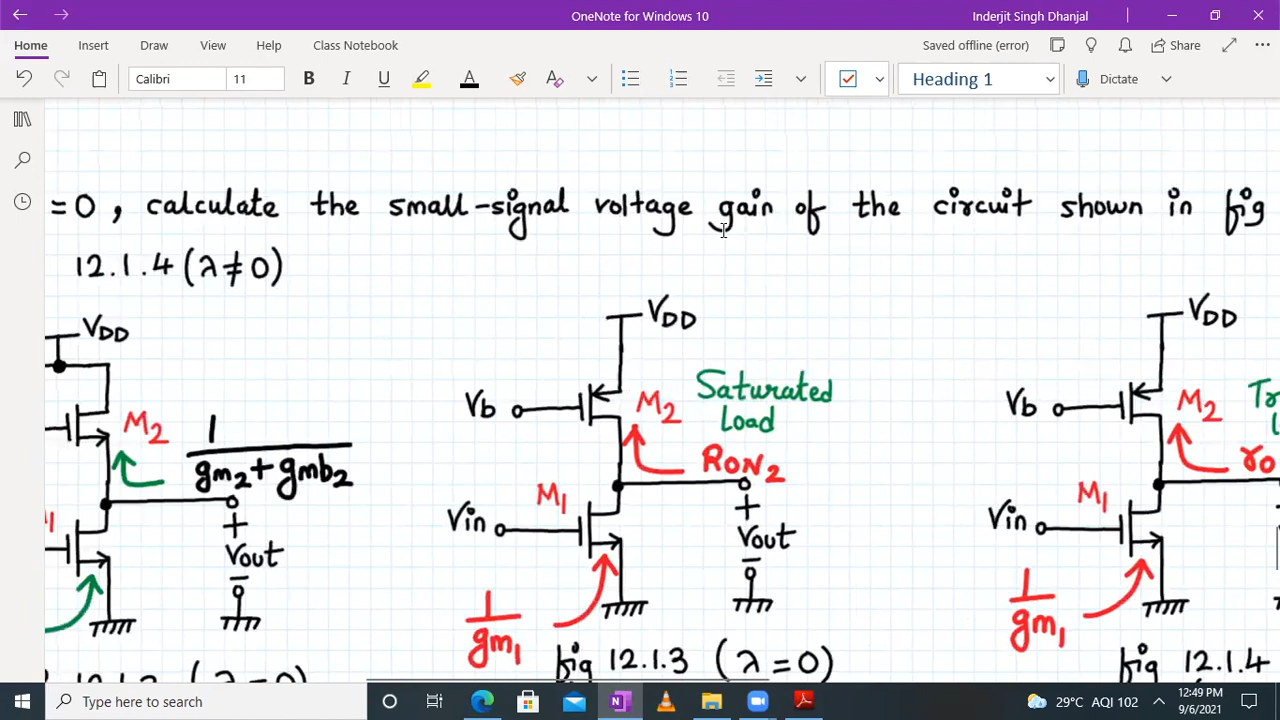 OneNote for Windows 10
Inderjit Singh Dhanjal
Home Insert Draw View Help Class Notebook
Saved offline (error)
Share
Calibri
11
B I U
A
Heading 1
Dictate
=0, calculate the small-signal voltage gain of the circuit shown in fig
12.1.4 (λ≠0)
VDD
VDD
VDD
M2
1
gm2 + gmb2
Vb
M2
Saturated
Load
RON2
Vb
M2
ro
M1
M1
Vin
Vin
+
Vout
-
+
Vout
-
1
gm1
1
gm1
fig 12.1.3 (λ=0)
fig 12.1.4
Type here to search
29°C AQI 102
12:49 PM
9/6/2021